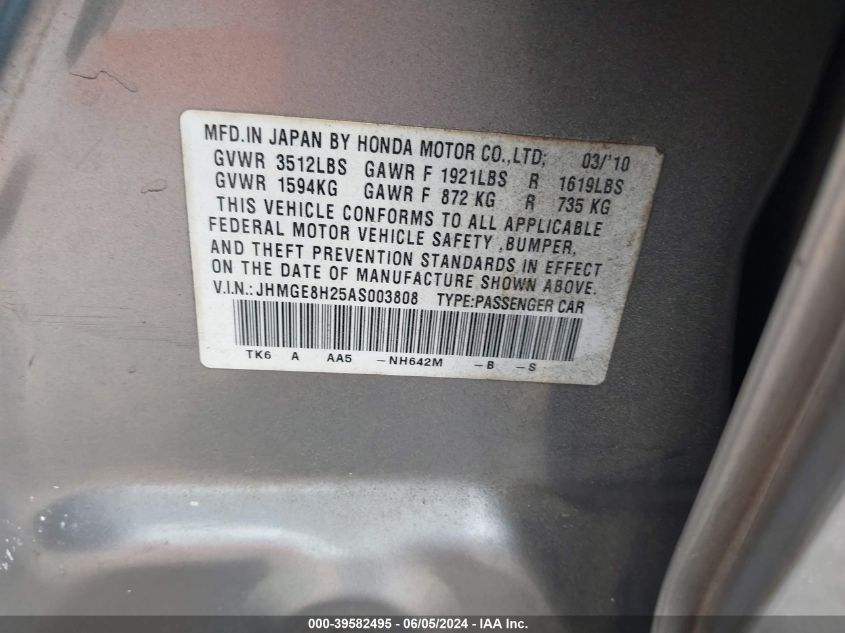 MFD.IN JAPAN BY HONDA MOTOR CO.,LTD; 03/'10
GVWR 3512LBS GAWR F 1921LBS R 1619LBS
GVWR 1594KG GAWR F 872 KG R 735 KG
THIS VEHICLE CONFORMS TO ALL APPLICABLE
FEDERAL MOTOR VEHICLE SAFETY ,BUMPER,
AND THEFT PREVENTION STANDARDS IN EFFECT
ON THE DATE OF MANUFACTURE SHOWN ABOVE.
V.I.N.: JHMGE8H25AS003808 TYPE:PASSENGER CAR
TK6 A AA5 -NH642M -B -S
000-39582495 - 06/05/2024 - IAA Inc.